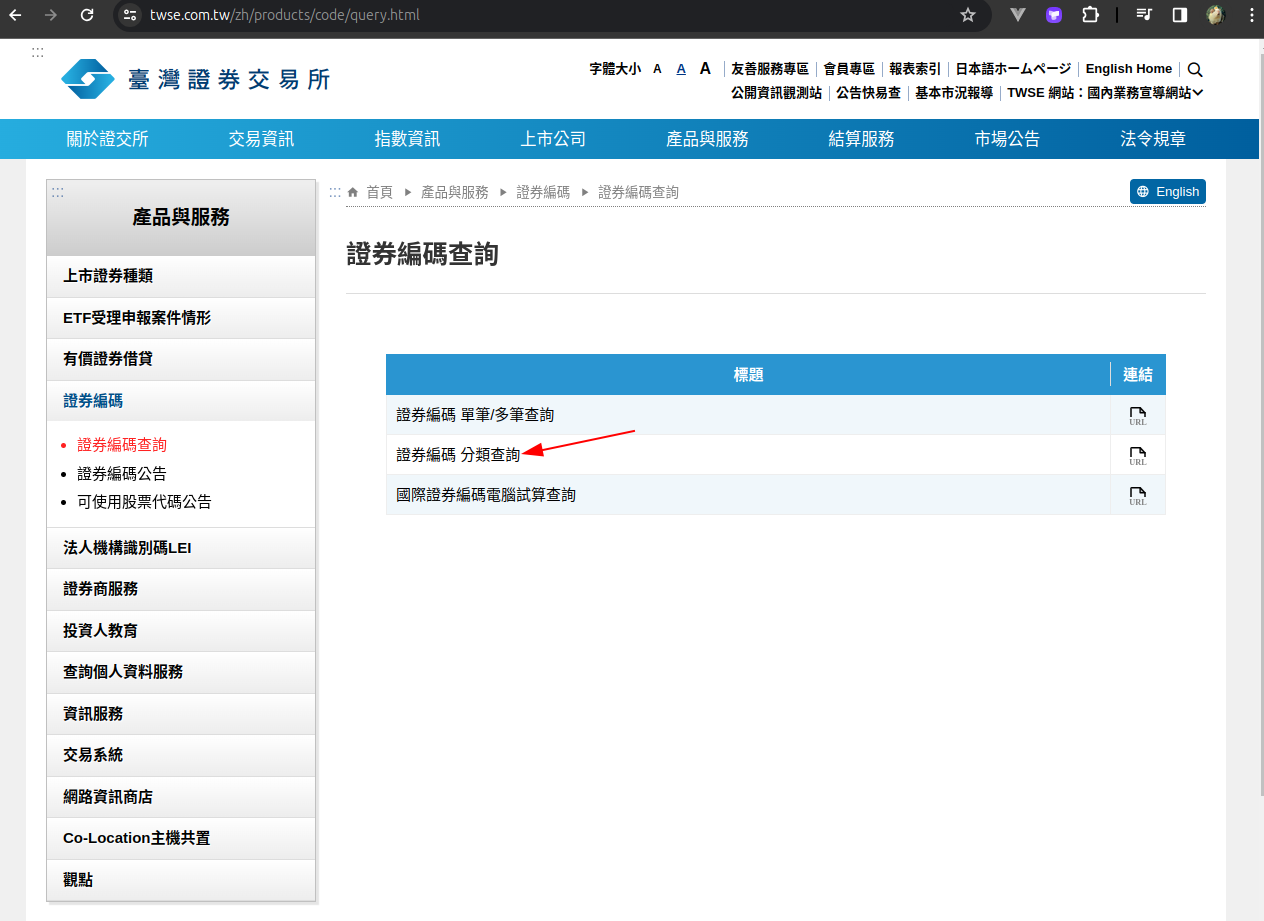 twse.com.tw/zh/products/code/query.html
臺灣證券交易所
字體大小 A A A 友善服務專區 會員專區 報表索引 日本語ホームページ English Home
公開資訊觀測站 公告快易查 基本市況報導 TWSE 網站：國內業務宣導網站
關於證交所 交易資訊 指數資訊 上市公司 產品與服務 結算服務 市場公告 法令規章
產品與服務
上市證券種類
ETF受理申報案件情形
有價證券借貸
證券編碼
證券編碼查詢
證券編碼公告
可使用股票代碼公告
法人機構識別碼LEI
證券商服務
投資人教育
查詢個人資料服務
資訊服務
交易系統
網路資訊商店
Co-Location主機共置
觀點
首頁 產品與服務 證券編碼 證券編碼查詢
English
證券編碼查詢
標題 連結
證券編碼 單筆/多筆查詢 URL
證券編碼 分類查詢 URL
國際證券編碼電腦試算查詢 URL